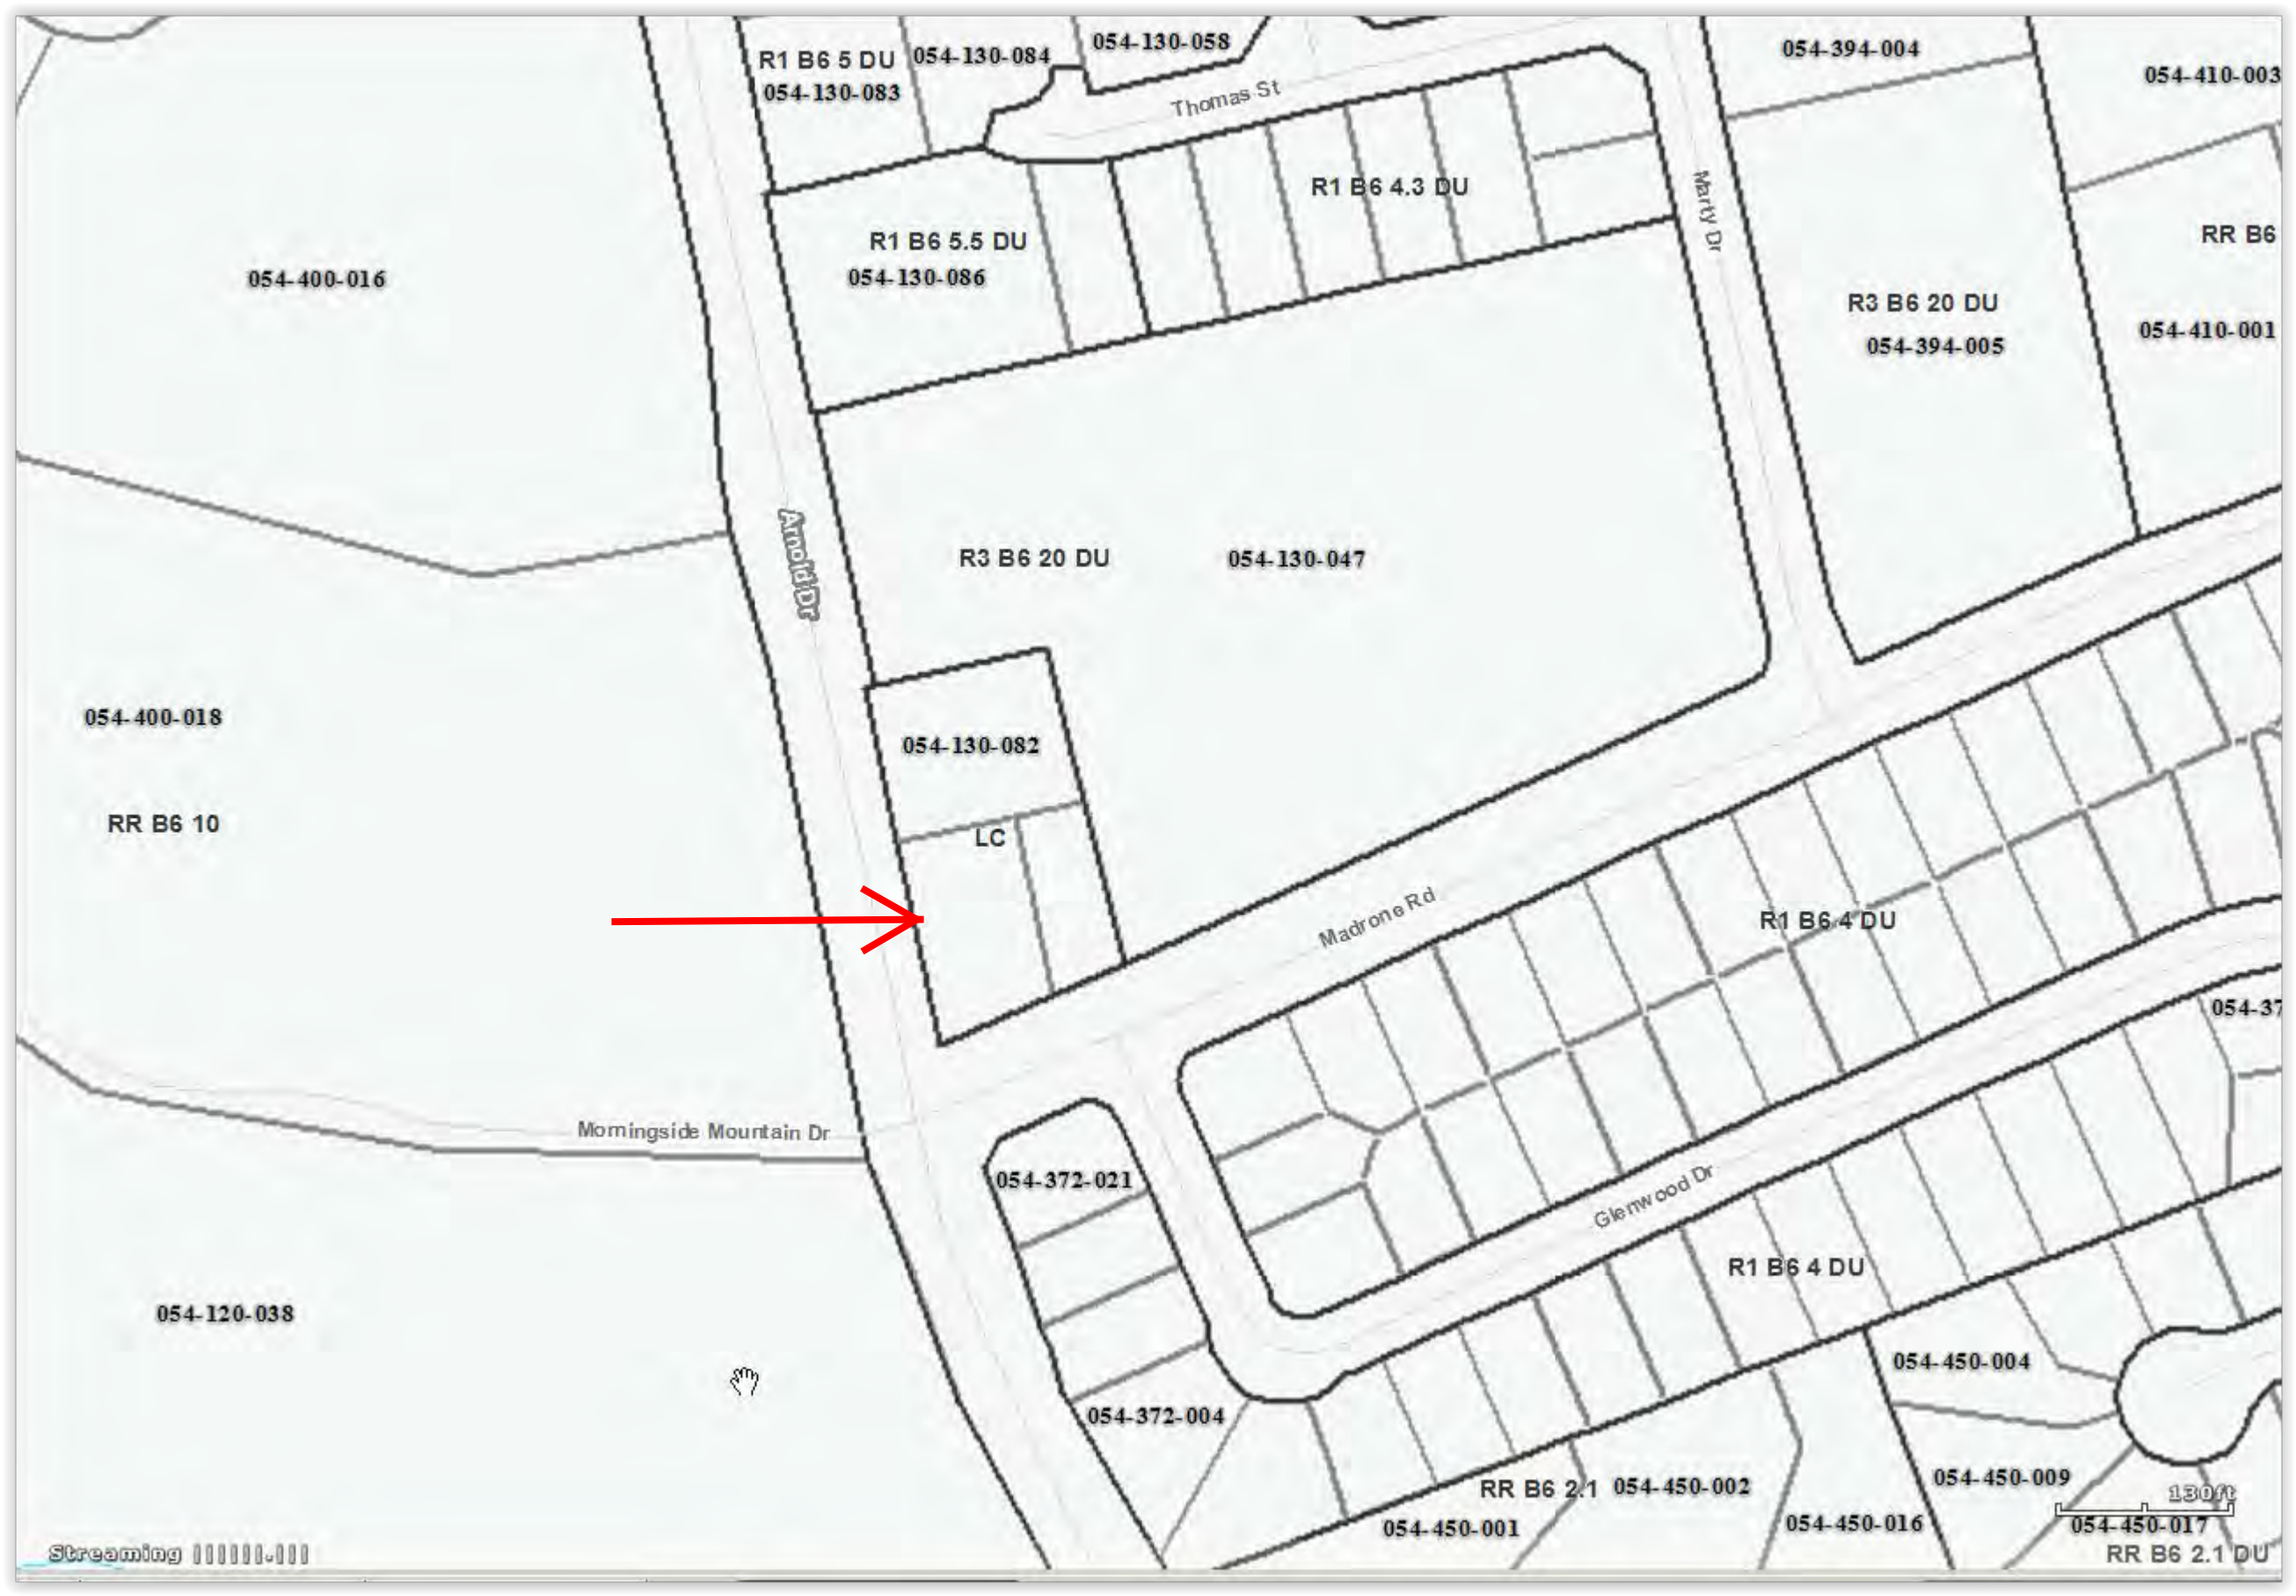 R1 B6 5 DU
054-130-083
054-130-084
054-130-058
Thomas St
054-394-004
054-410-003
R1 B6 5.5 DU
054-130-086
R1 B6 4.3 DU
Marty Dr
RR B6
054-400-016
R3 B6 20 DU
054-394-005
054-410-001
Arnold Dr
R3 B6 20 DU
054-130-047
054-400-018
054-130-082
RR B6 10
LC
Madrone Rd
R1 B6 4 DU
054-37
Morningside Mountain Dr
054-372-021
Glenwood Dr
R1 B6 4 DU
054-120-038
054-450-004
054-372-004
RR B6 2.1
054-450-002
054-450-009
130ft
054-450-001
054-450-016
054-450-017
Streaming
RR B6 2.1 DU